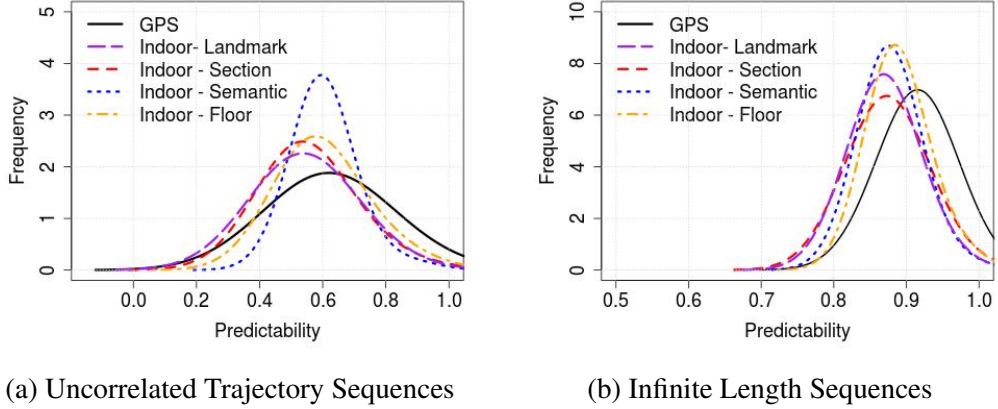 GPS
Indoor- Landmark
Indoor - Section
Indoor - Semantic
Indoor - Floor
Frequency
0 1 2 3 4 5
0.0 0.2 0.4 0.6 0.8 1.0
Predictability
(a) Uncorrelated Trajectory Sequences
GPS
Indoor- Landmark
Indoor - Section
Indoor - Semantic
Indoor - Floor
Frequency
0 2 4 6 8 10
0.5 0.6 0.7 0.8 0.9 1.0
Predictability
(b) Infinite Length Sequences